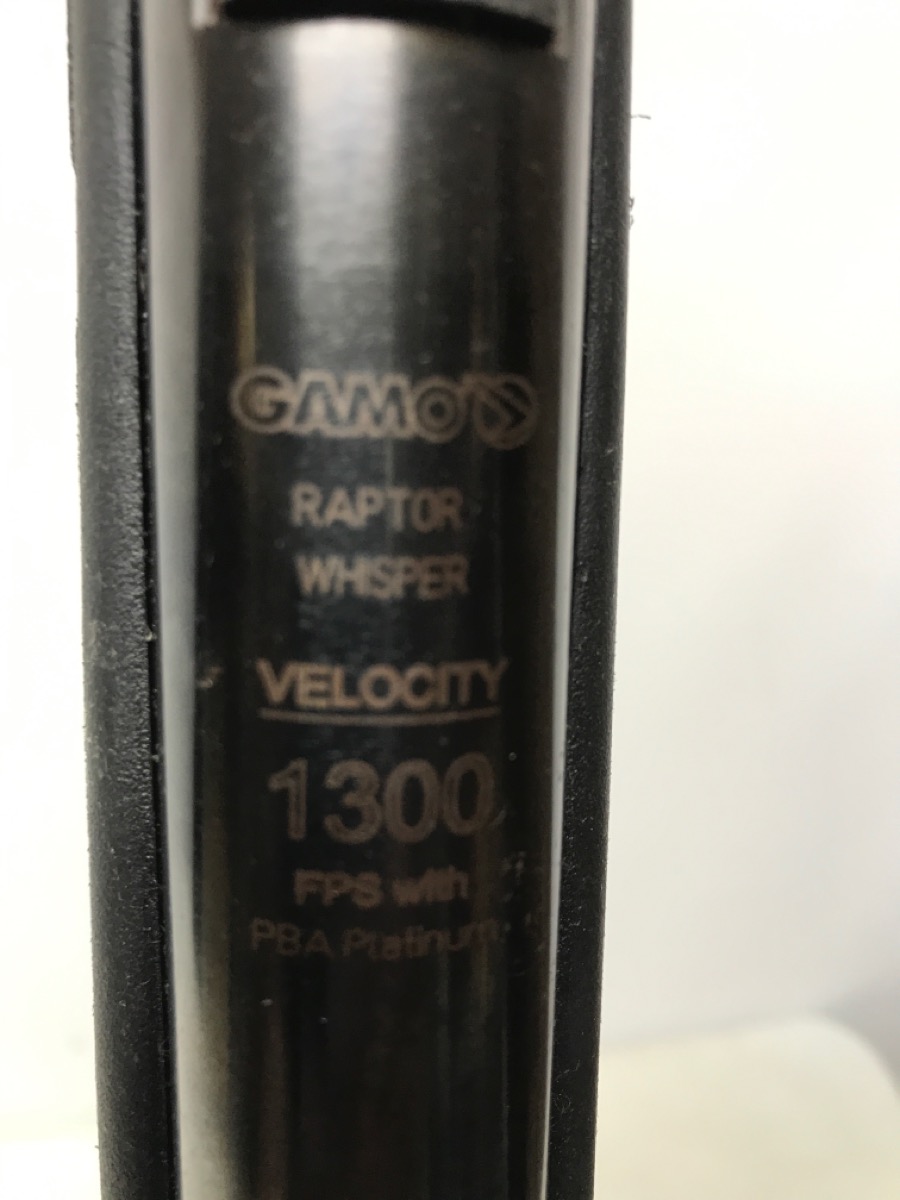 GAMO
RAPTOR
WHISPER
VELOCITY
1300
FPS with
PBA Platinum